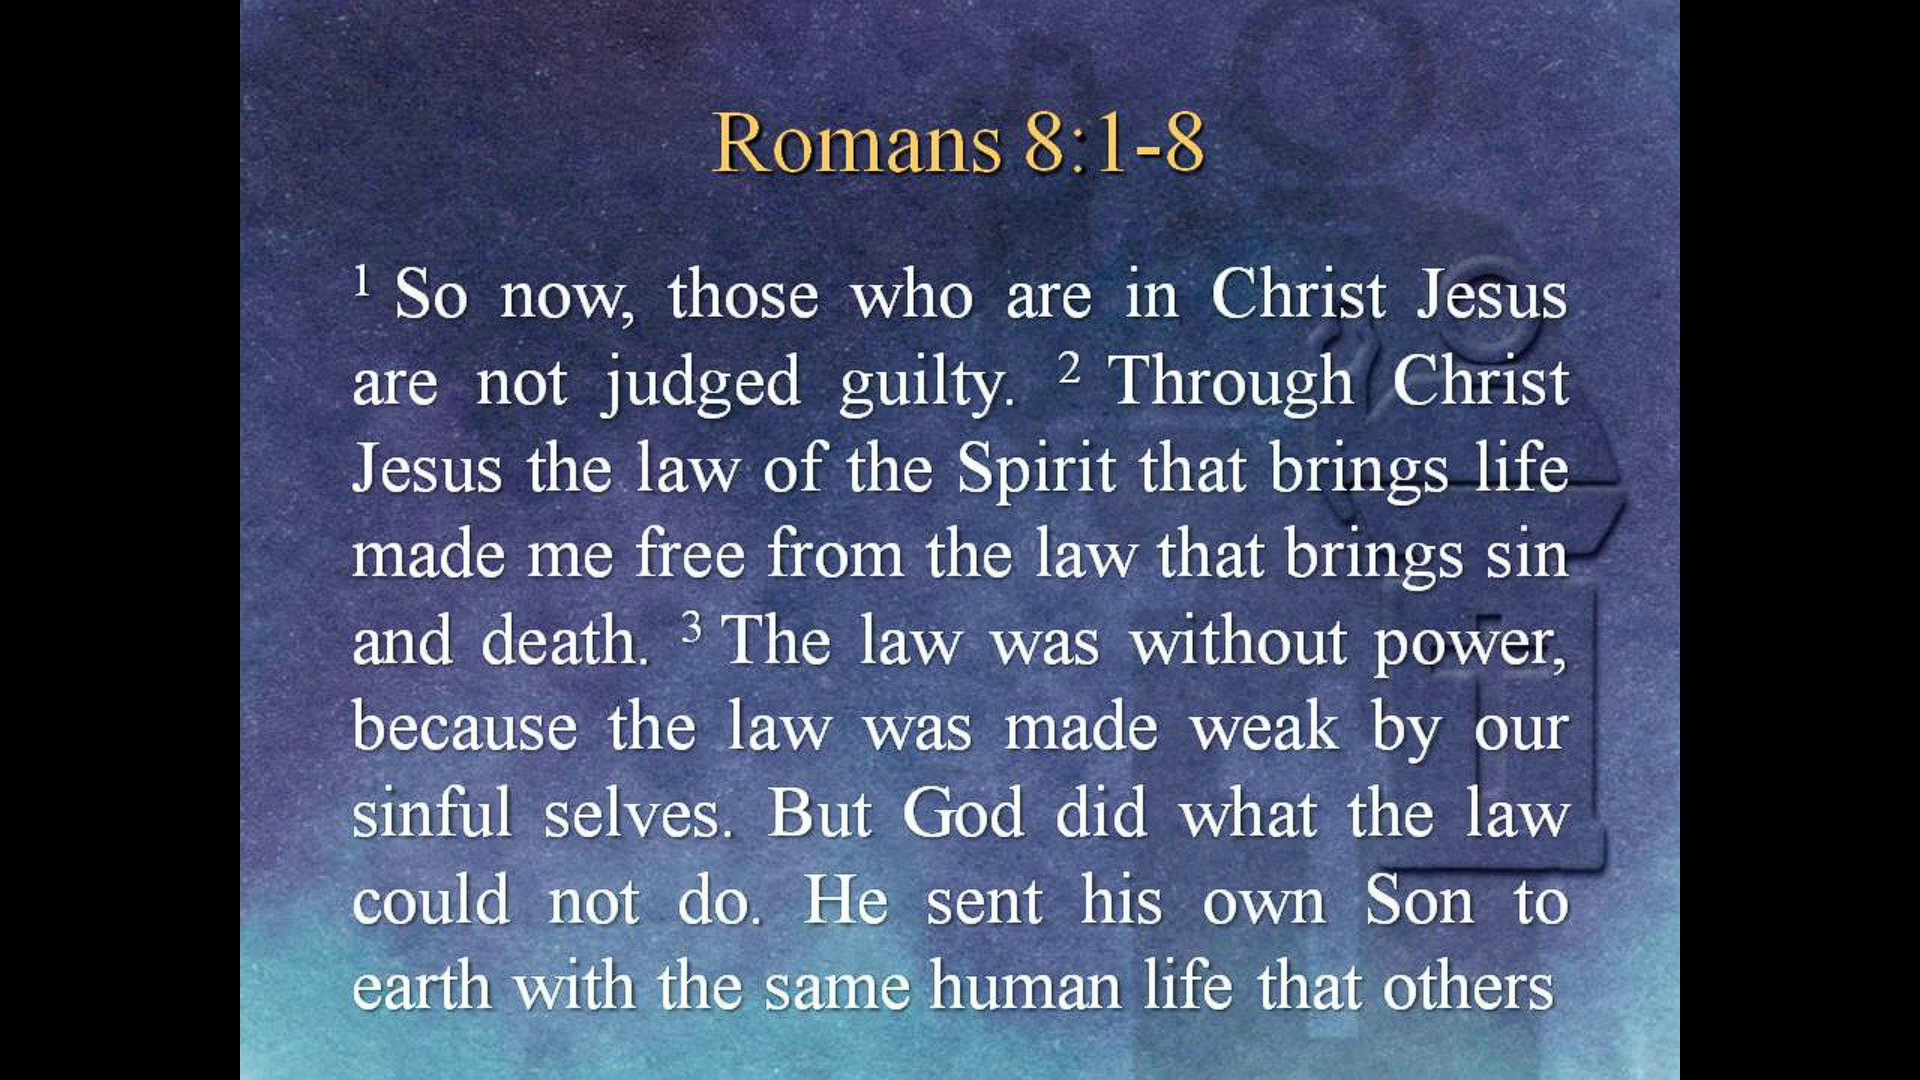 Romans 8:1-8
1 So now, those who are in Christ Jesus
are not judged guilty. 2 Through Christ
Jesus the law of the Spirit that brings life
made me free from the law that brings sin
and death. 3 The law was without power,
because the law was made weak by our
sinful selves. But God did what the law
could not do. He sent his own Son to
earth with the same human life that others